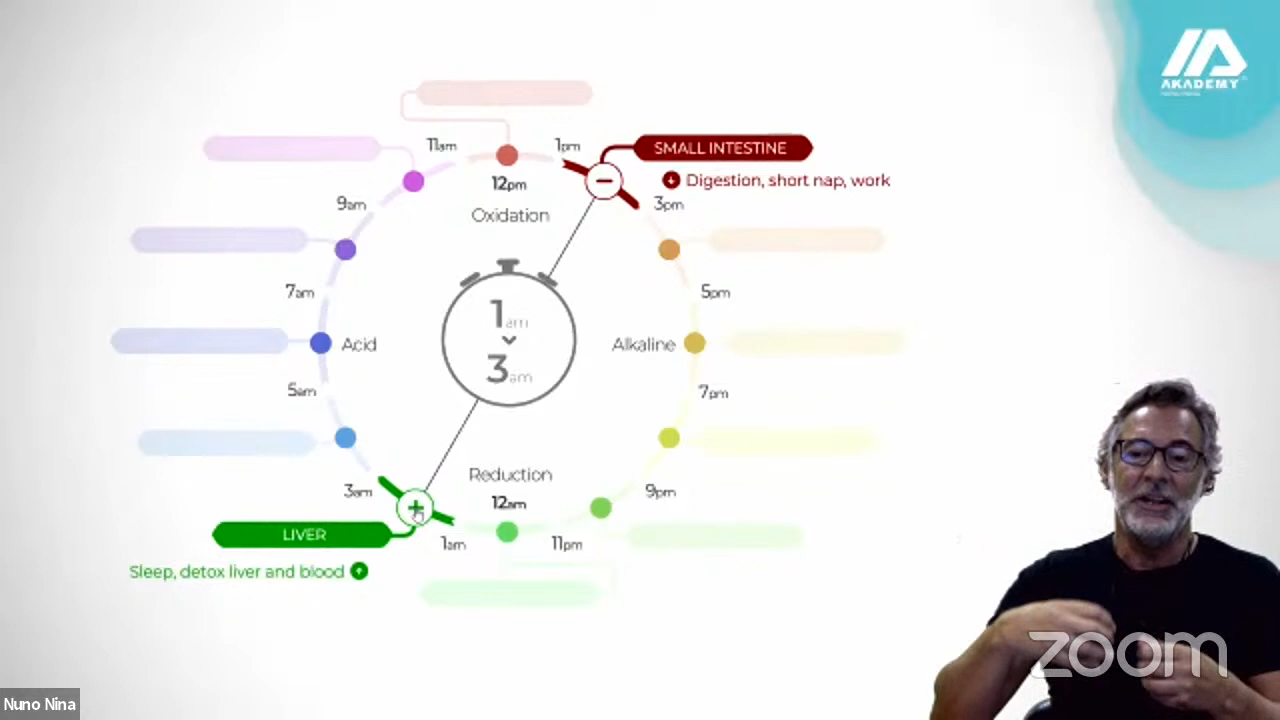 AKADEMY
11am
1pm
SMALL INTESTINE
12pm
Digestion, short nap, work
9am
3pm
Oxidation
7am
5pm
1am
3am
Acid
Alkaline
5am
7pm
Reduction
3am
12am
9pm
LIVER
1am
11pm
Sleep, detox liver and blood
zoom
Nuno Nina